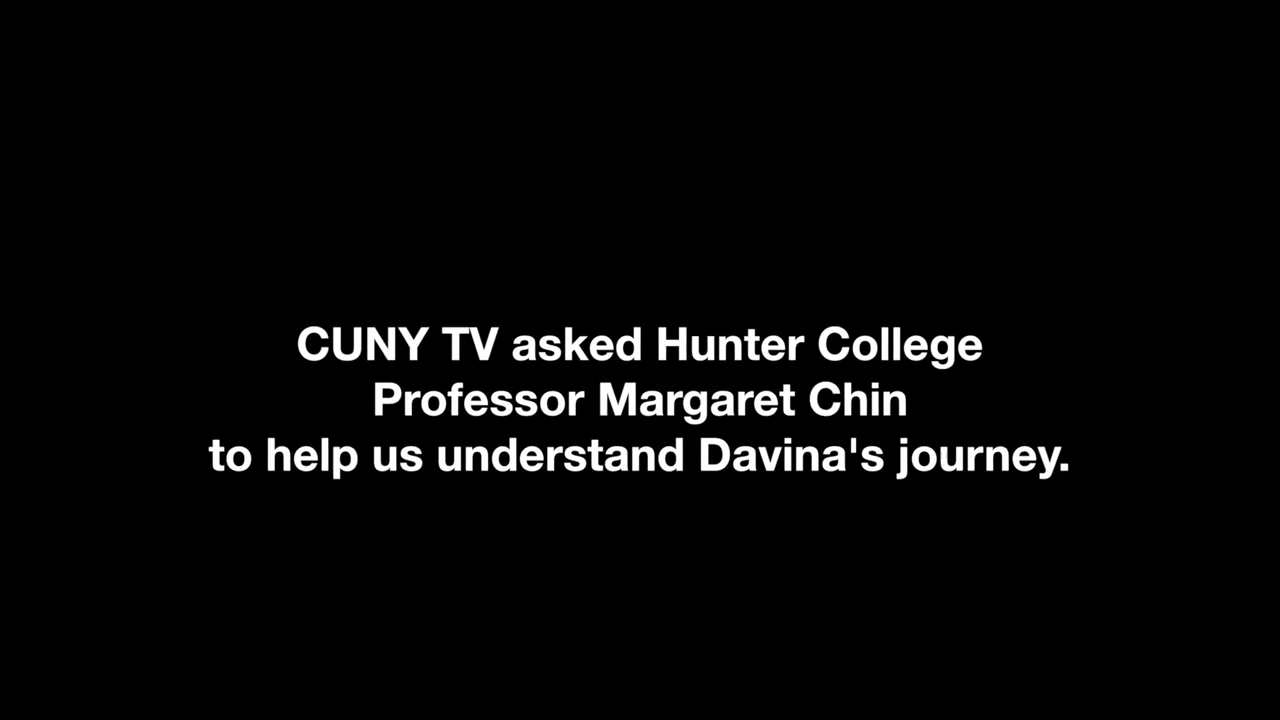 CUNY TV asked Hunter College
Professor Margaret Chin
to help us understand Davina's journey.